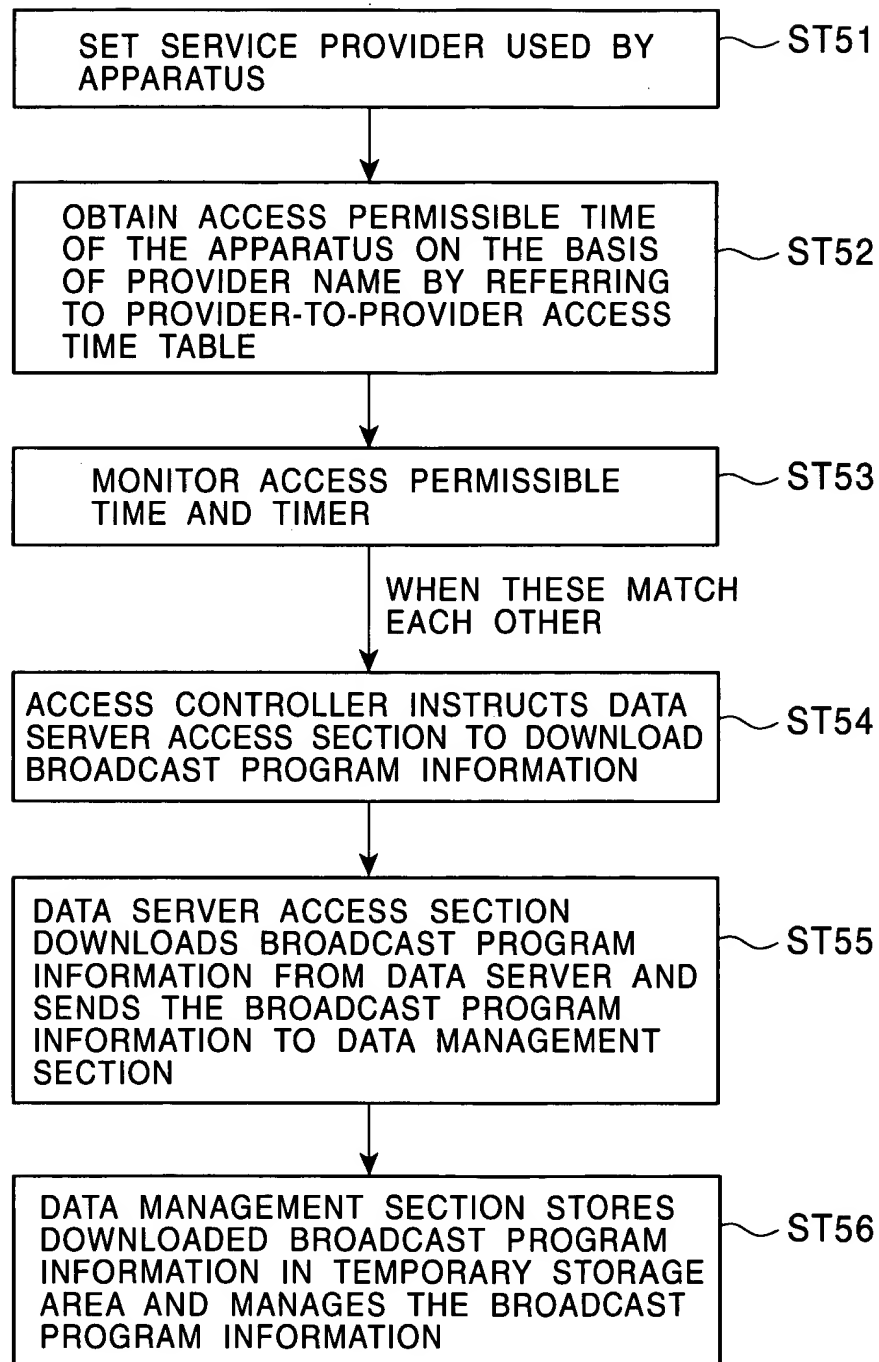 SET SERVICE PROVIDER USED BY
APPARATUS
ST51
OBTAIN ACCESS PERMISSIBLE TIME
OF THE APPARATUS ON THE BASIS
OF PROVIDER NAME BY REFERRING
TO PROVIDER-TO-PROVIDER ACCESS
TIME TABLE
ST52
MONITOR ACCESS PERMISSIBLE
TIME AND TIMER
ST53
WHEN THESE MATCH
EACH OTHER
ACCESS CONTROLLER INSTRUCTS DATA
SERVER ACCESS SECTION TO DOWNLOAD
BROADCAST PROGRAM INFORMATION
ST54
DATA SERVER ACCESS SECTION
DOWNLOADS BROADCAST PROGRAM
INFORMATION FROM DATA SERVER AND
SENDS THE BROADCAST PROGRAM
INFORMATION TO DATA MANAGEMENT
SECTION
ST55
DATA MANAGEMENT SECTION STORES
DOWNLOADED BROADCAST PROGRAM
INFORMATION IN TEMPORARY STORAGE
AREA AND MANAGES THE BROADCAST
PROGRAM INFORMATION
ST56